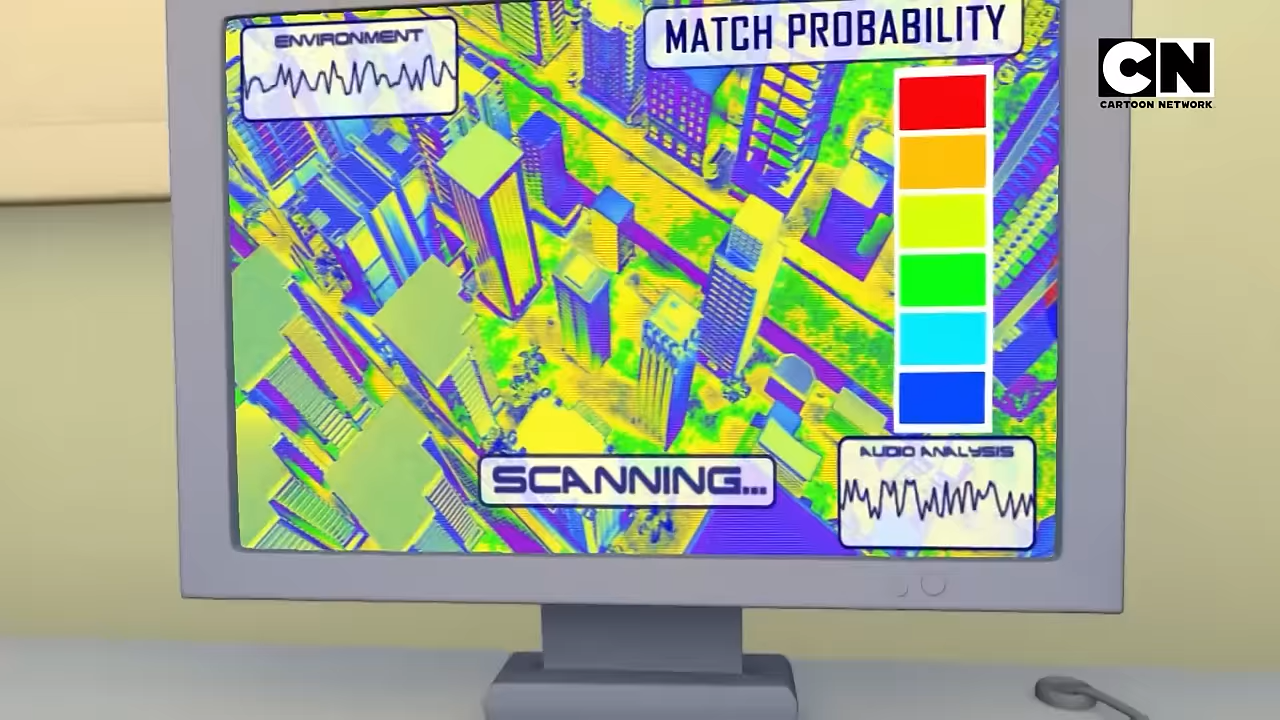 ENVIRONMENT
MATCH PROBABILITY
CN
CARTOON NETWORK
SCANNING...
AUDIO ANALYSIS